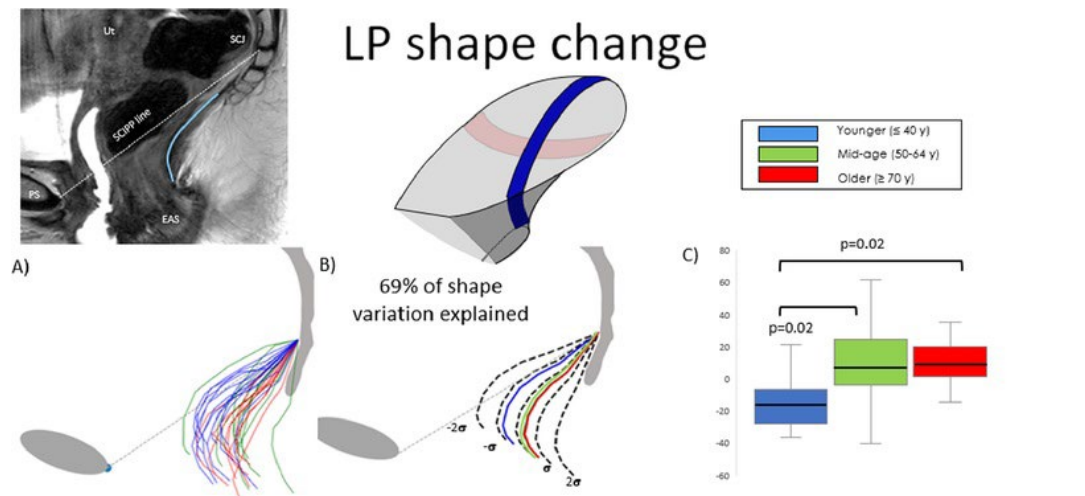 LP shape change
Ut
SCJ
SCIPP line
PS
EAS
Younger (≤ 40 y)
Mid-age (50-64 y)
Older (≥ 70 y)
A)
B)
69% of shape
variation explained
-2σ
-σ
σ
2σ
C)
p=0.02
p=0.02
80
60
40
20
0
-20
-40
-60